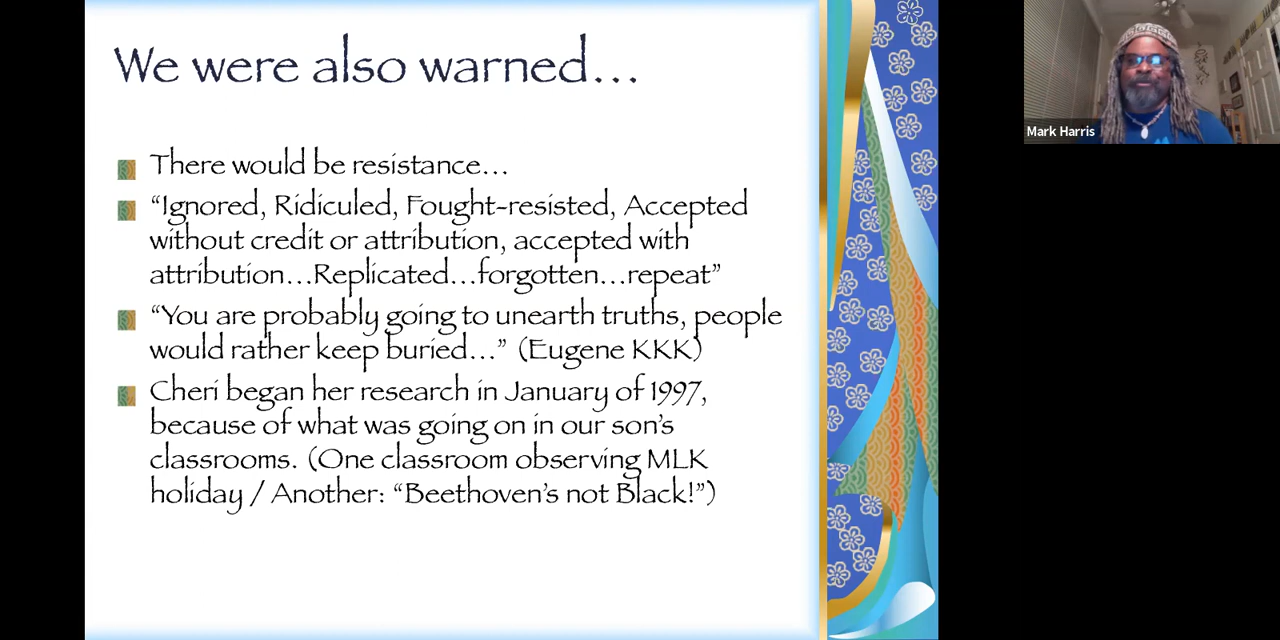 We were also warned…
There would be resistance…
“Ignored, Ridiculed, Fought-resisted, Accepted
without credit or attribution, accepted with
attribution…Replicated…forgotten…repeat”
“You are probably going to unearth truths, people
would rather keep buried…” (Eugene KKK)
Cheri began her research in January of 1997,
because of what was going on in our son’s
classrooms. (One classroom observing MLK
holiday / Another: “Beethoven’s not Black!”)
Mark Harris